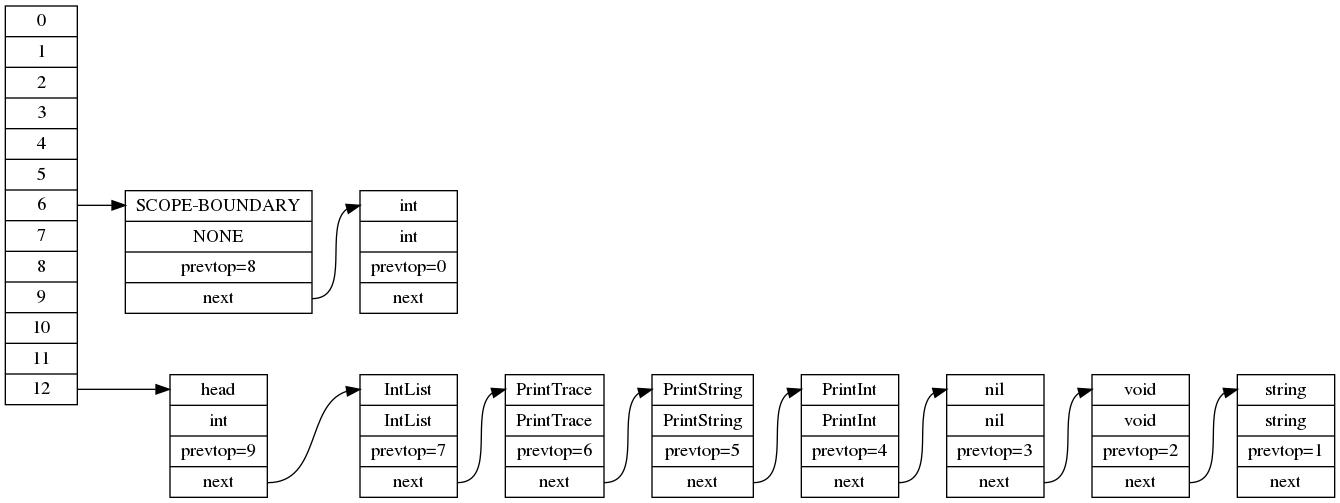 0
1
2
3
4
5
6
7
8
9
10
11
12
SCOPE-BOUNDARY
NONE
prevtop=8
next
int
int
prevtop=0
next
head
int
prevtop=9
next
IntList
IntList
prevtop=7
next
PrintTrace
PrintTrace
prevtop=6
next
PrintString
PrintString
prevtop=5
next
PrintInt
PrintInt
prevtop=4
next
nil
nil
prevtop=3
next
void
void
prevtop=2
next
string
string
prevtop=1
next